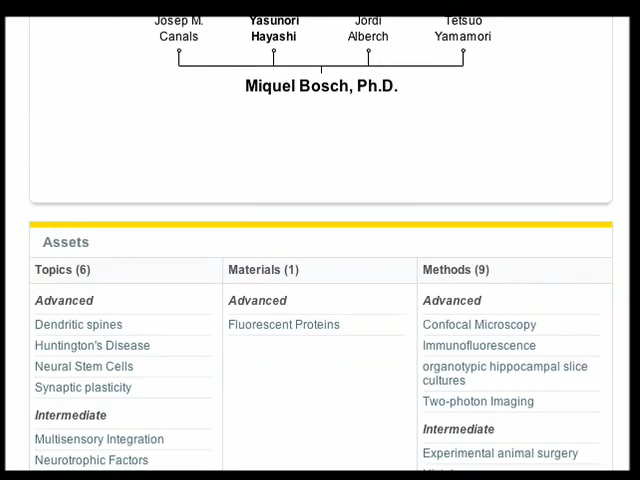 Josep M. Yasunori Jordi Tetsuo
Canals Hayashi Alberch Yamamori
Miquel Bosch, Ph.D.
Assets
Topics (6) Materials (1) Methods (9)
Advanced Advanced Advanced
Dendritic spines Fluorescent Proteins Confocal Microscopy
Huntington's Disease Immunofluorescence
Neural Stem Cells organotypic hippocampal slice
cultures
Synaptic plasticity
Two-photon Imaging
Intermediate
Intermediate
Multisensory Integration
Experimental animal surgery
Neurotrophic Factors